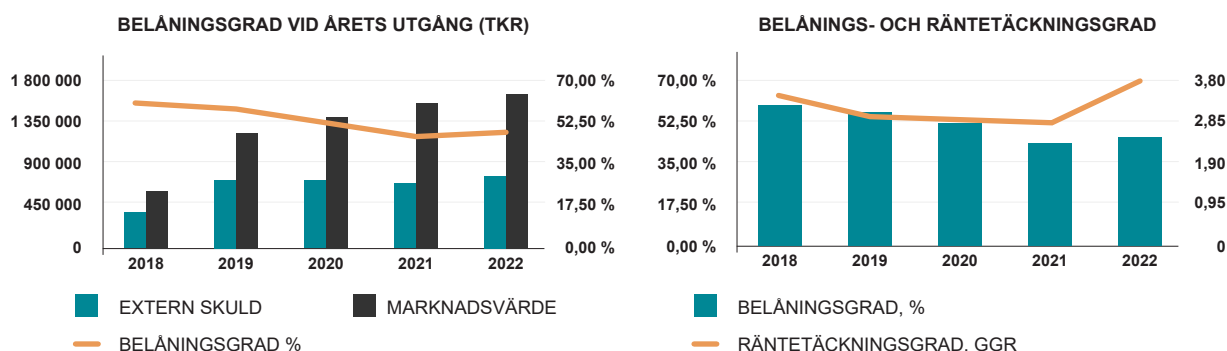 BELÅNINGSGRAD VID ÅRETS UTGÅNG (TKR)
1 800 000
1 350 000
900 000
450 000
0
70,00 %
52,50 %
35,00 %
17,50 %
0,00 %
2018 2019 2020 2021 2022
EXTERN SKULD MARKNADSVÄRDE
BELÅNINGSGRAD %
BELÅNINGS- OCH RÄNTETÄCKNINGSGRAD
70,00 %
52,50 %
35,00 %
17,50 %
0,00 %
3,80
2,85
1,90
0,95
0
2018 2019 2020 2021 2022
BELÅNINGSGRAD, %
RÄNTETÄCKNINGSGRAD, GGR